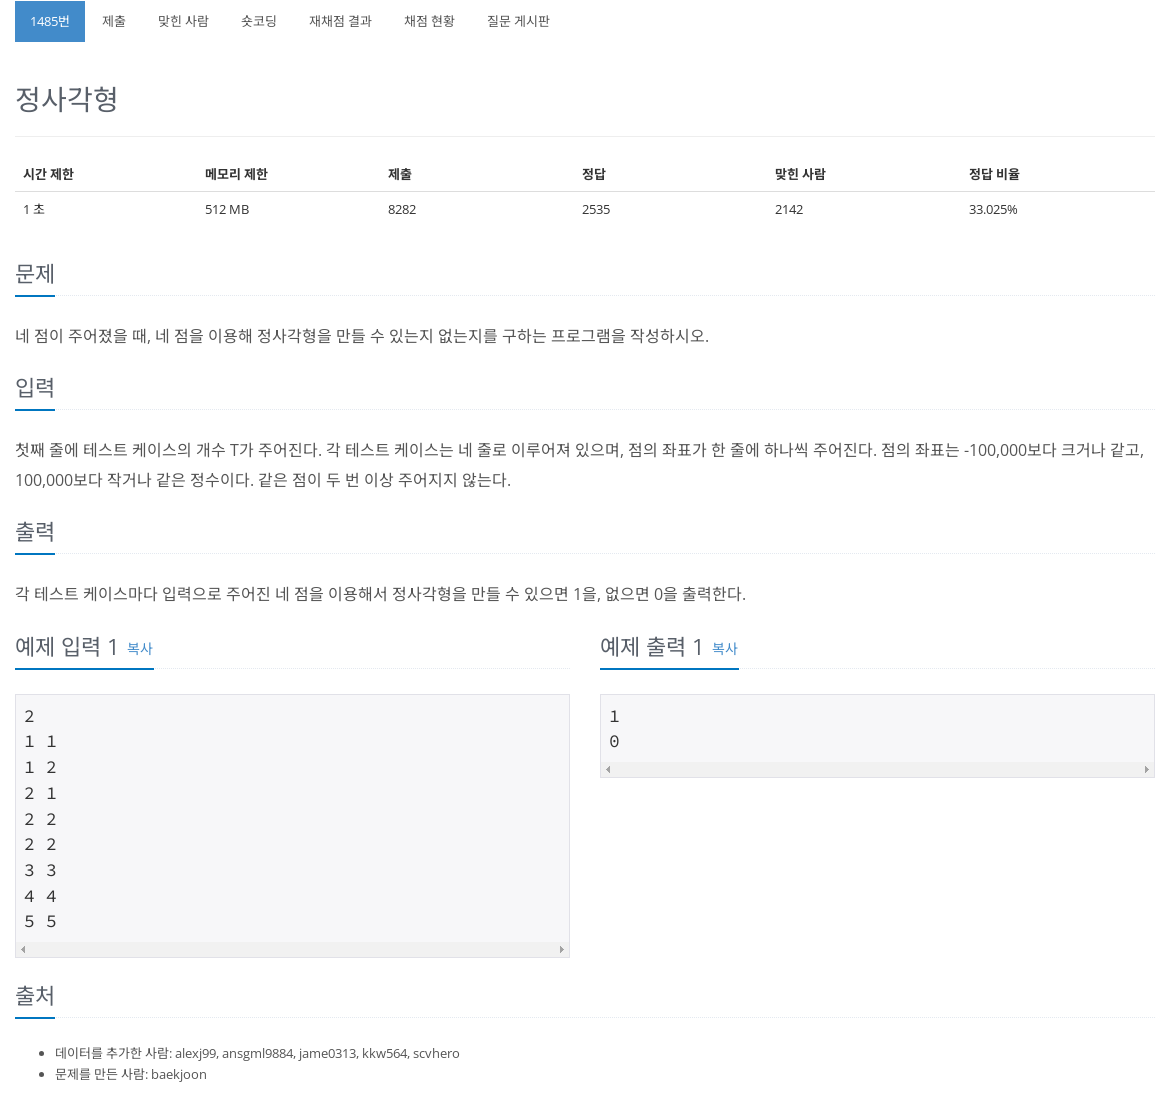 1485번 제출 맞힌 사람 숏코딩 재채점 결과 채점 현황 질문 게시판
정사각형
시간 제한 메모리 제한 제출 정답 맞힌 사람 정답 비율
1 초 512 MB 8282 2535 2142 33.025%
문제
네 점이 주어졌을 때, 네 점을 이용해 정사각형을 만들 수 있는지 없는지를 구하는 프로그램을 작성하시오.
입력
첫째 줄에 테스트 케이스의 개수 T가 주어진다. 각 테스트 케이스는 네 줄로 이루어져 있으며, 점의 좌표가 한 줄에 하나씩 주어진다. 점의 좌표는 -100,000보다 크거나 같고,
100,000보다 작거나 같은 정수이다. 같은 점이 두 번 이상 주어지지 않는다.
출력
각 테스트 케이스마다 입력으로 주어진 네 점을 이용해서 정사각형을 만들 수 있으면 1을, 없으면 0을 출력한다.
예제 입력 1 복사
2
1 1
1 2
2 1
2 2
2 2
3 3
4 4
5 5
예제 출력 1 복사
1
0
출처
데이터를 추가한 사람: alexj99, ansgml9884, jame0313, kkw564, scvhero
문제를 만든 사람: baekjoon